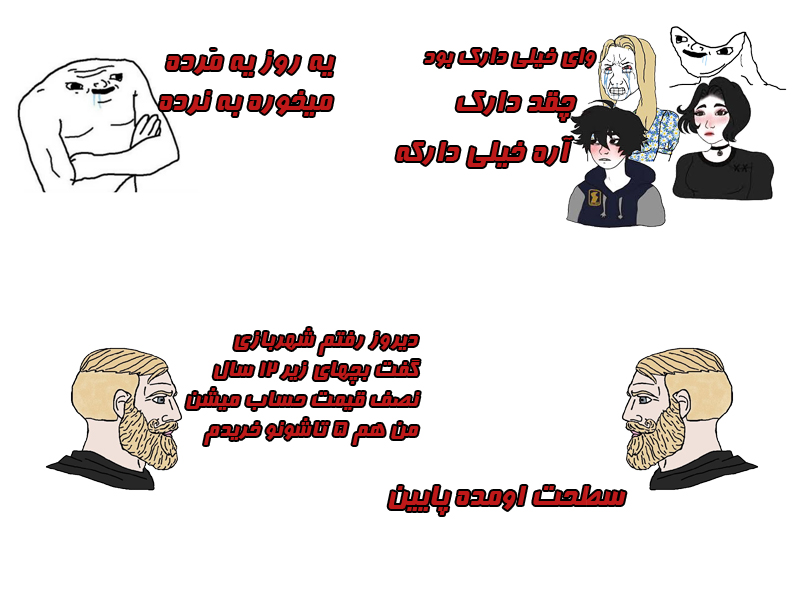 یه روز یه مَرده
میخوره به نرده
وای خیلی دارک بود
چقد دارک
آره خیلی دارکه
دیروز رفتم شهربازی
گفت بچهای زیر ۱۲ سال
نصف قیمت حساب میشن
من هم ۵ تاشونو خریدم
سطحت اومده پایین